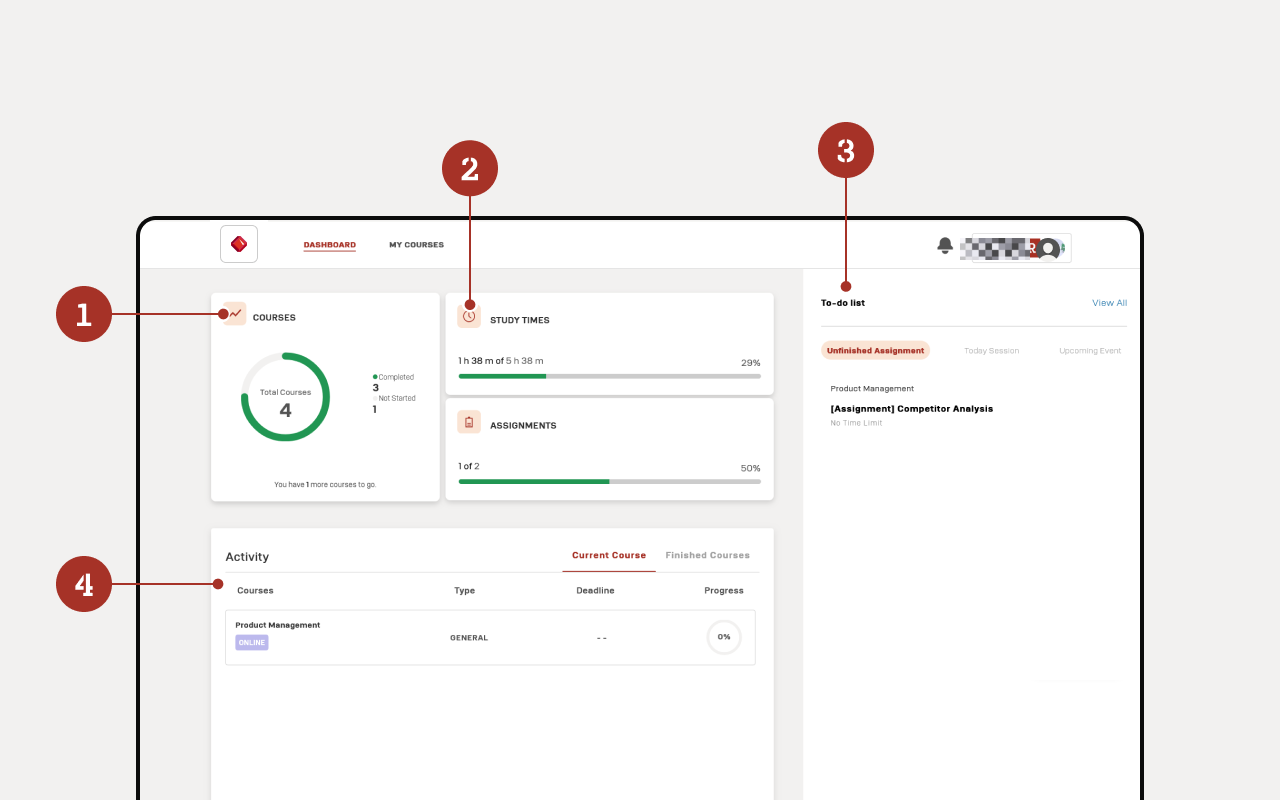 3
2
DASHBOARD
MY COURSES
R
1
COURSES
Total Courses
4
Completed
3
Not Started
1
You have 1 more courses to go.
STUDY TIMES
1 h 38 m of 5 h 38 m
29%
ASSIGNMENTS
1 of 2
50%
To-do list
View All
Unfinished Assignment
Today Session
Upcoming Event
Product Management
[Assignment] Competitor Analysis
No Time Limit
4
Activity
Current Course
Finished Courses
Courses
Type
Deadline
Progress
Product Management
ONLINE
GENERAL
- -
0%